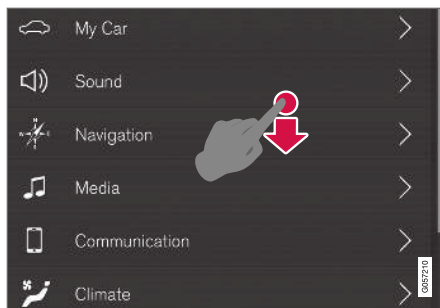 My Car
Sound
Navigation
Media
Communication
Climate
G057210